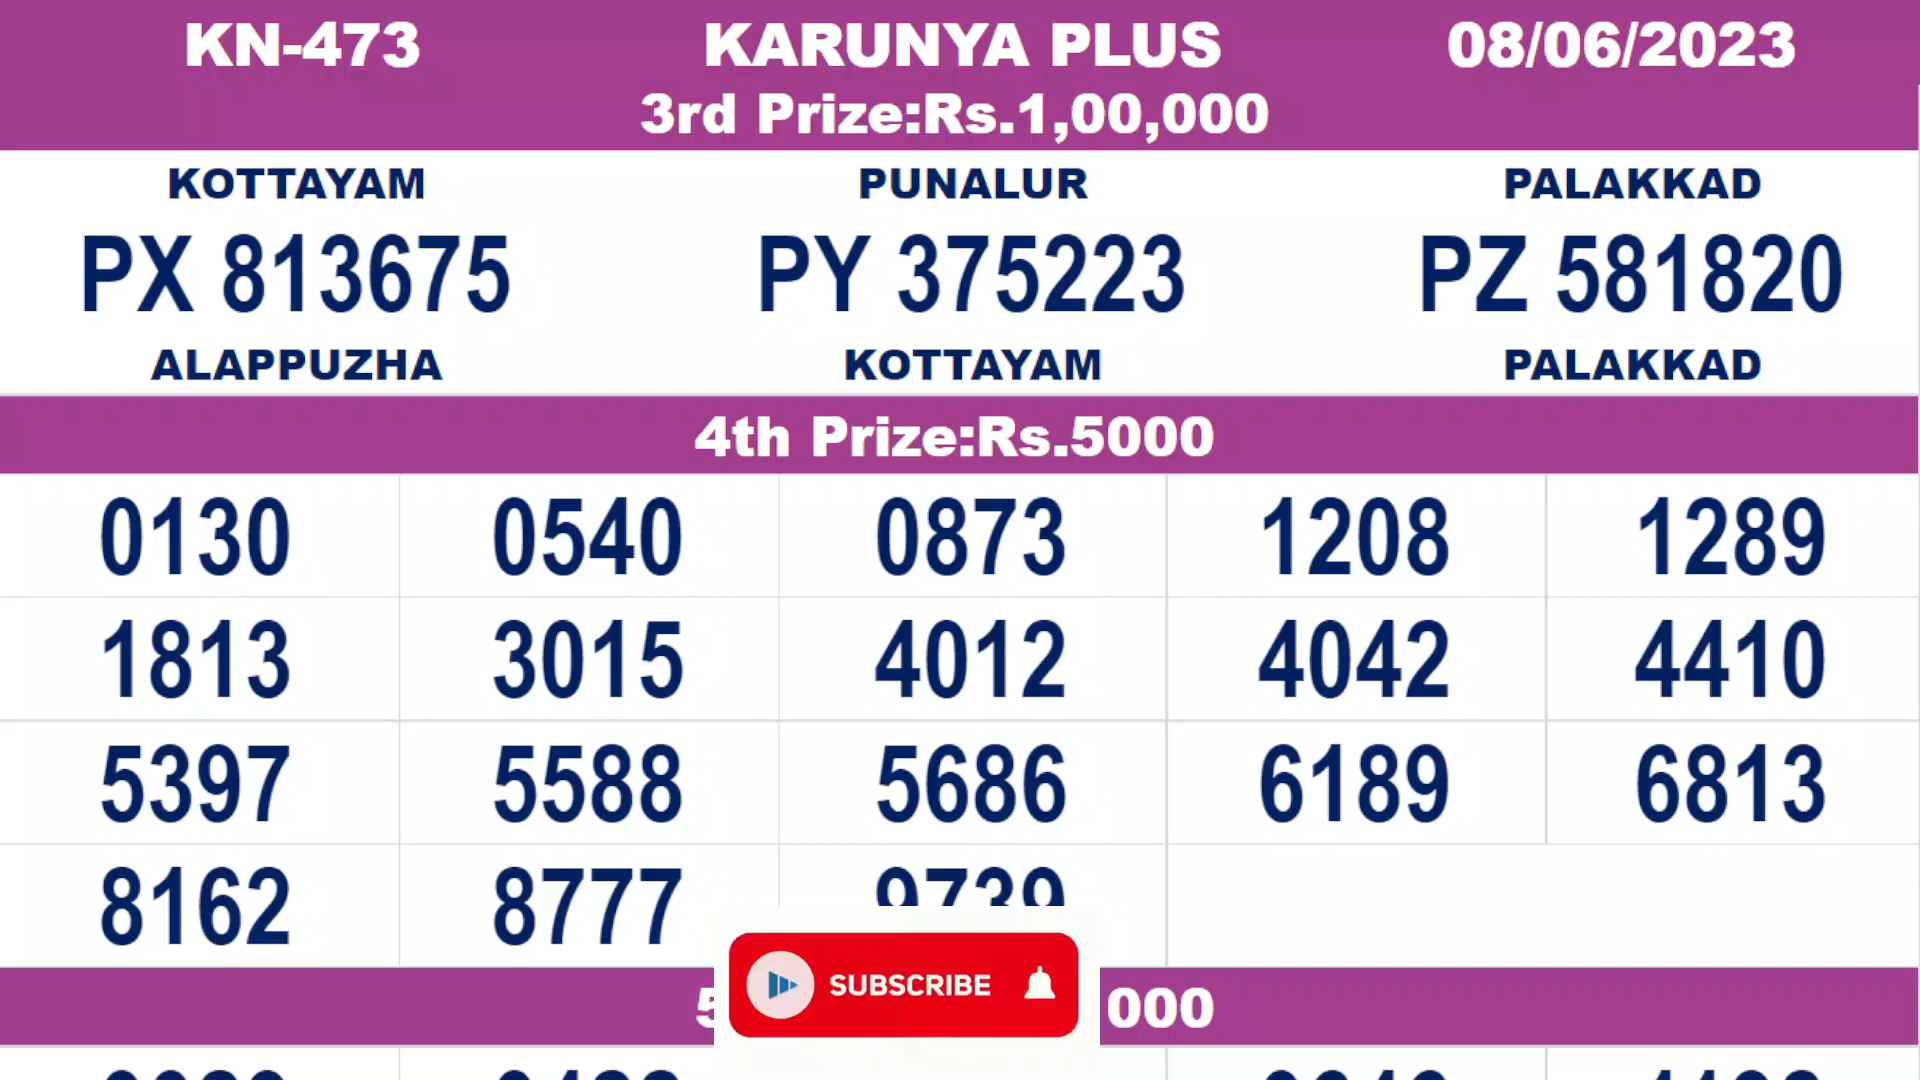 KN-473 KARUNYA PLUS 08/06/2023
3rd Prize:Rs.1,00,000
KOTTAYAM PUNALUR PALAKKAD
PX 813675 PY 375223 PZ 581820
ALAPPUZHA KOTTAYAM PALAKKAD
4th Prize:Rs.5000
0130 0540 0873 1208 1289
1813 3015 4012 4042 4410
5397 5588 5686 6189 6813
8162 8777
SUBSCRIBE
000